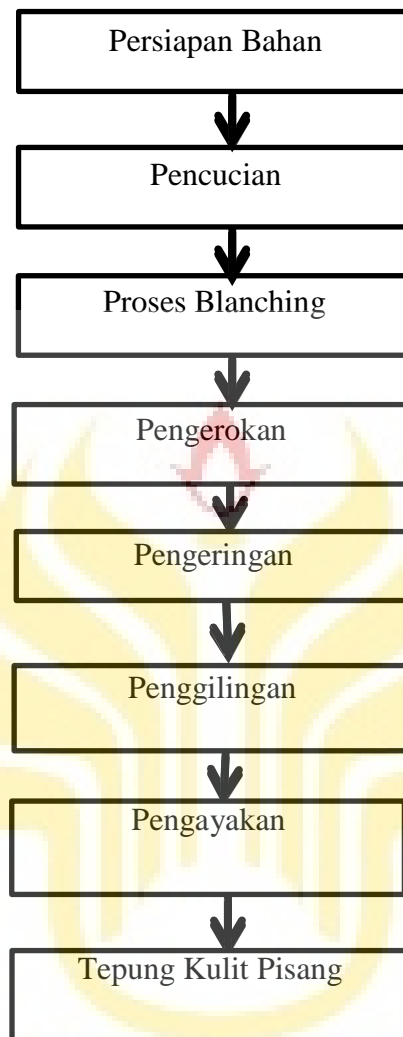 Persiapan Bahan
Pencucian
Proses Blanching
Pengerokan
Pengeringan
Penggilingan
Pengayakan
Tepung Kulit Pisang